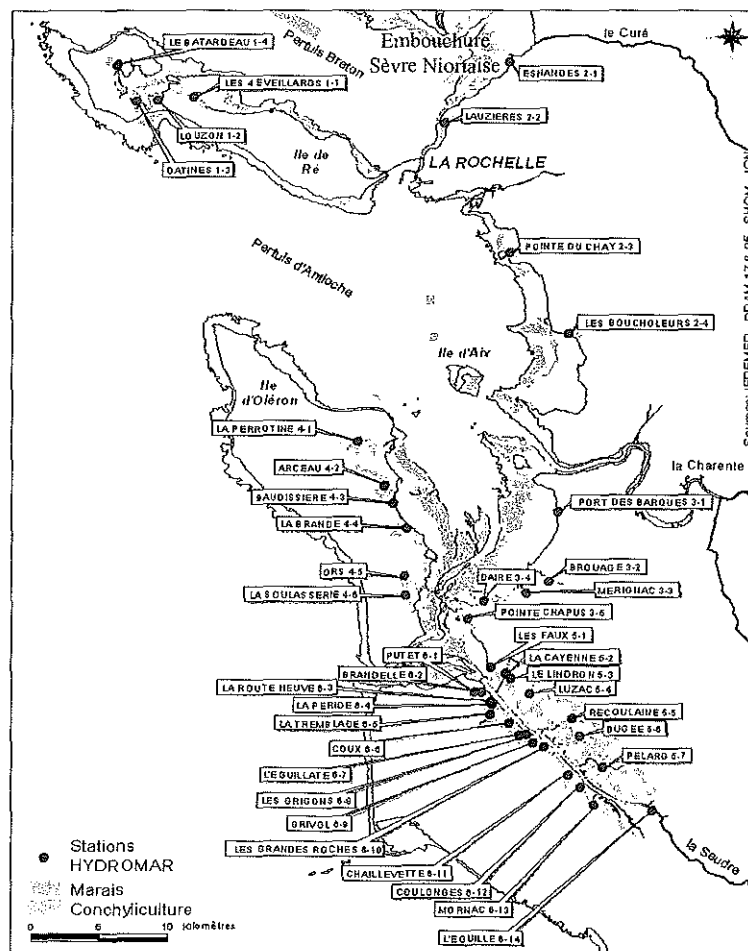 LE BATARDEAU 1-4
Pertuis Breton
Embouchure
Sèvre Niortaise
le Curé
ESNANDES 2-1
LES 4 EVEILLARDS 1-1
LAUZIERES 2-2
LOUZON 1-2
Ile de
Ré
LA ROCHELLE
DATINES 1-3
POINTE DU CHAY 2-3
Pertuis d'Antioche
LES BOUCHOLEURS 2-4
Ile d'Aix
Ile
d'Oléron
LA PERROTINE 4-1
la Charente
ARCEAU 4-2
BAUDISSIERE 4-3
PORT DES BARQUES 3-1
LA BRANDE 4-4
ORS 4-5
BROUAGE 3-2
DAIRE 3-4
LA SOULASSERIE 4-6
MERIGNAC 3-3
POINTE CHAPUS 3-5
LES FAUX 5-1
PUTET 6-1
LA CAYENNE 5-2
BRANDELLE 6-2
LE LINDRON 5-3
LA ROUTE NEUVE 6-3
LUZAC 5-4
LA PERIDE 6-4
RECOULAINE 5-5
LA TREMBLADE 6-5
BUGEE 5-6
COUX 6-6
PELARD 5-7
L'EGUILLATE 6-7
LES GRIGONS 6-8
GRIVOL 6-9
LES GRANDES ROCHES 6-10
la Seudre
CHAILLEVETTE 6-11
COULONGES 6-12
MORNAC 6-13
L'EGUILLE 6-14
Stations
HYDROMAR
Marais
Conchyliculture
0 5 10 kilomètres